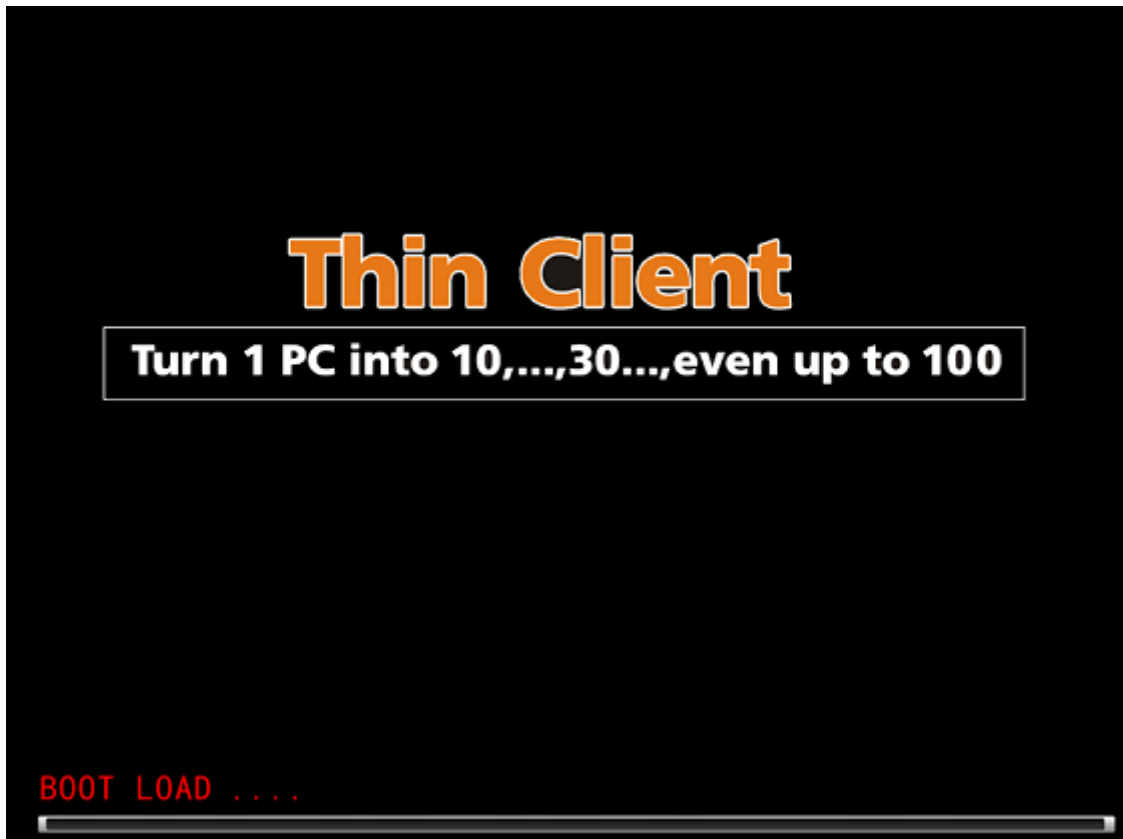 Thin Client
Turn 1 PC into 10,...,30...,even up to 100
BOOT LOAD ....